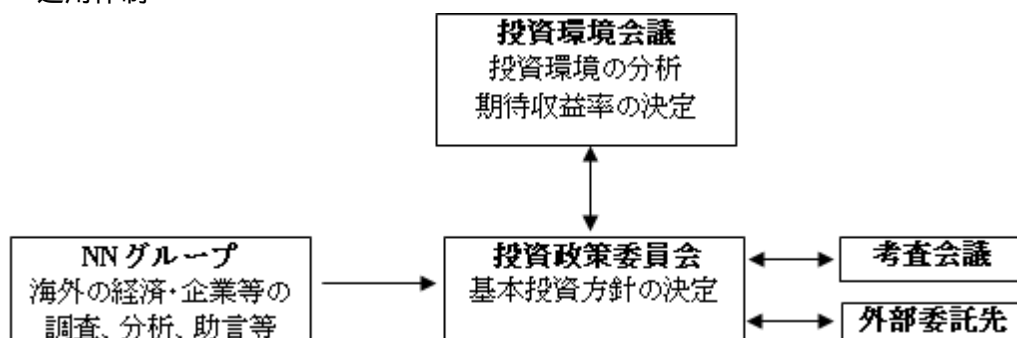 投資環境会議
投資環境の分析
期待収益率の決定
NNグループ
海外の経済・企業等の
調査、分析、助言等
投資政策委員会
基本投資方針の決定
考査会議
外部委託先